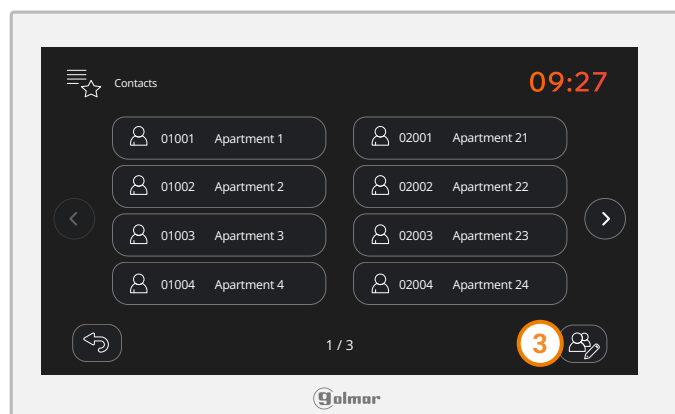 Contacts
09:27
01001 Apartment 1
02001 Apartment 21
01002 Apartment 2
02002 Apartment 22
01003 Apartment 3
02003 Apartment 23
01004 Apartment 4
02004 Apartment 24
1 / 3
3
golmar